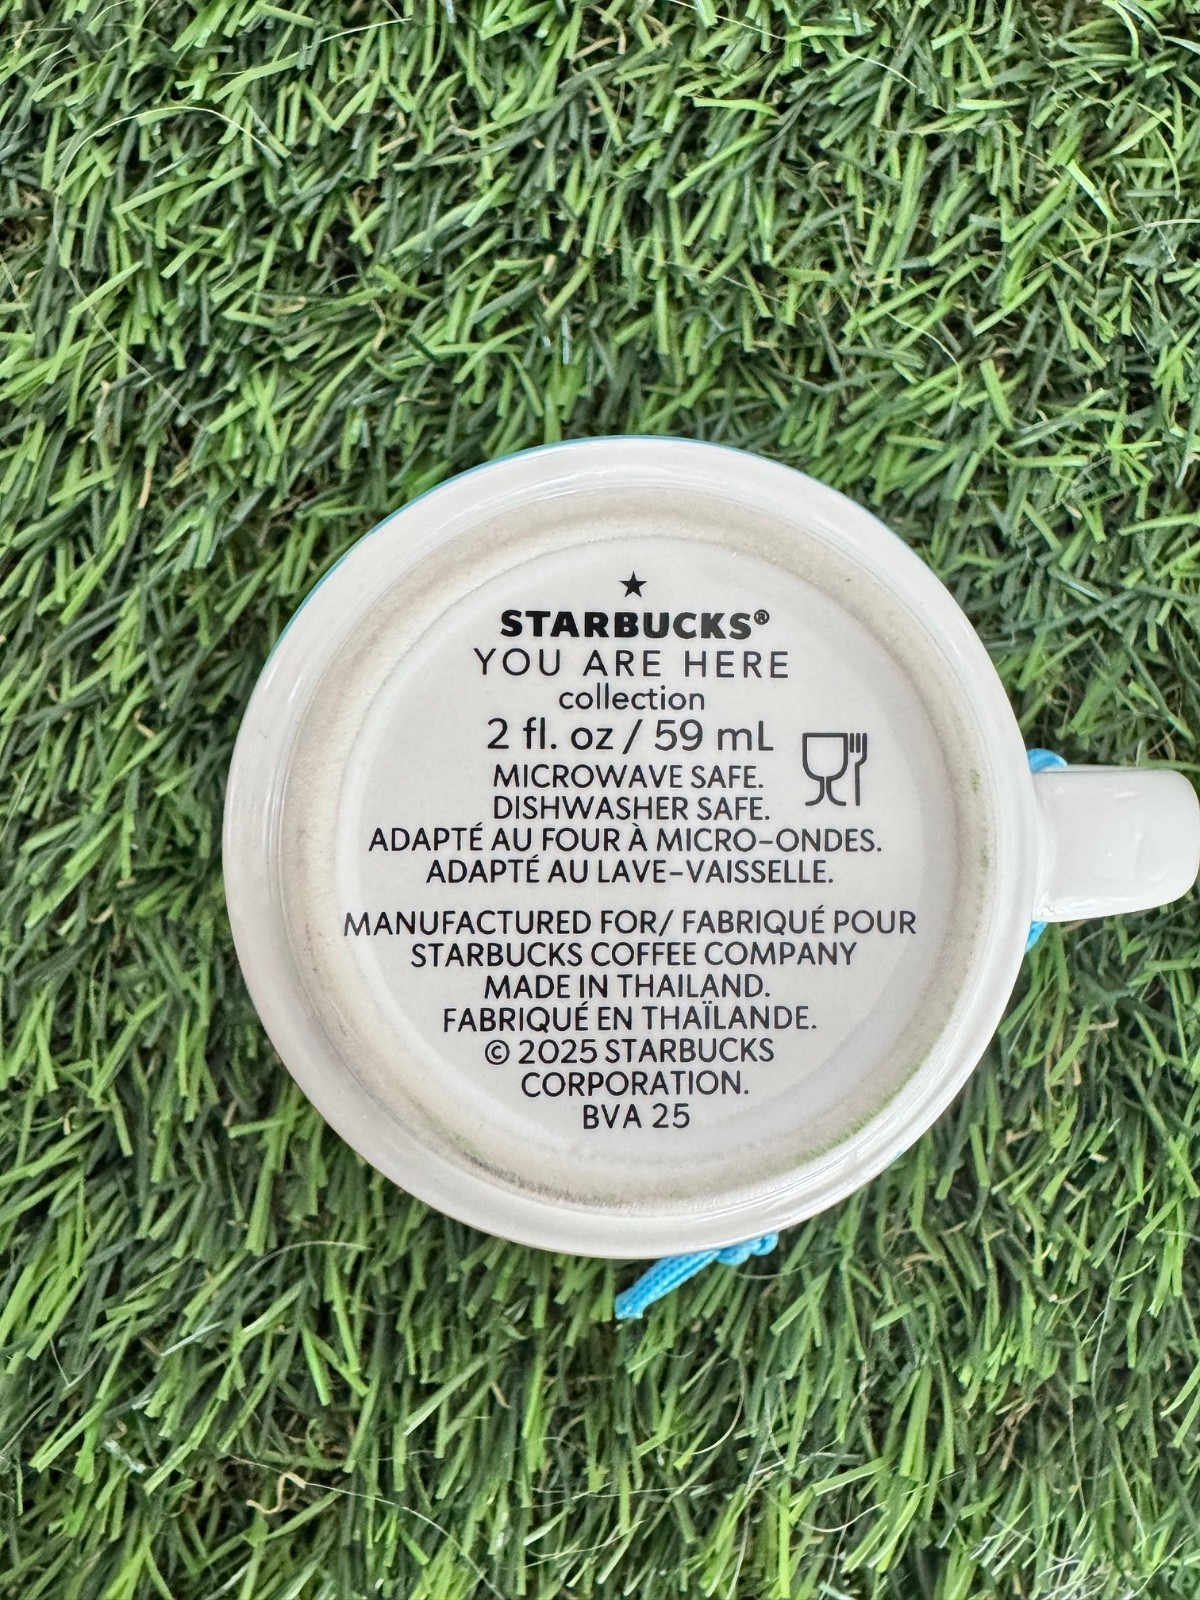 STARBUCKS®
YOU ARE HERE
collection
2 fl. oz / 59 mL
MICROWAVE SAFE.
DISHWASHER SAFE.
ADAPTÉ AU FOUR À MICRO-ONDES.
ADAPTÉ AU LAVE-VAISSELLE.
MANUFACTURED FOR/ FABRIQUÉ POUR
STARBUCKS COFFEE COMPANY
MADE IN THAILAND.
FABRIQUÉ EN THAÏLANDE.
© 2025 STARBUCKS
CORPORATION.
BVA 25